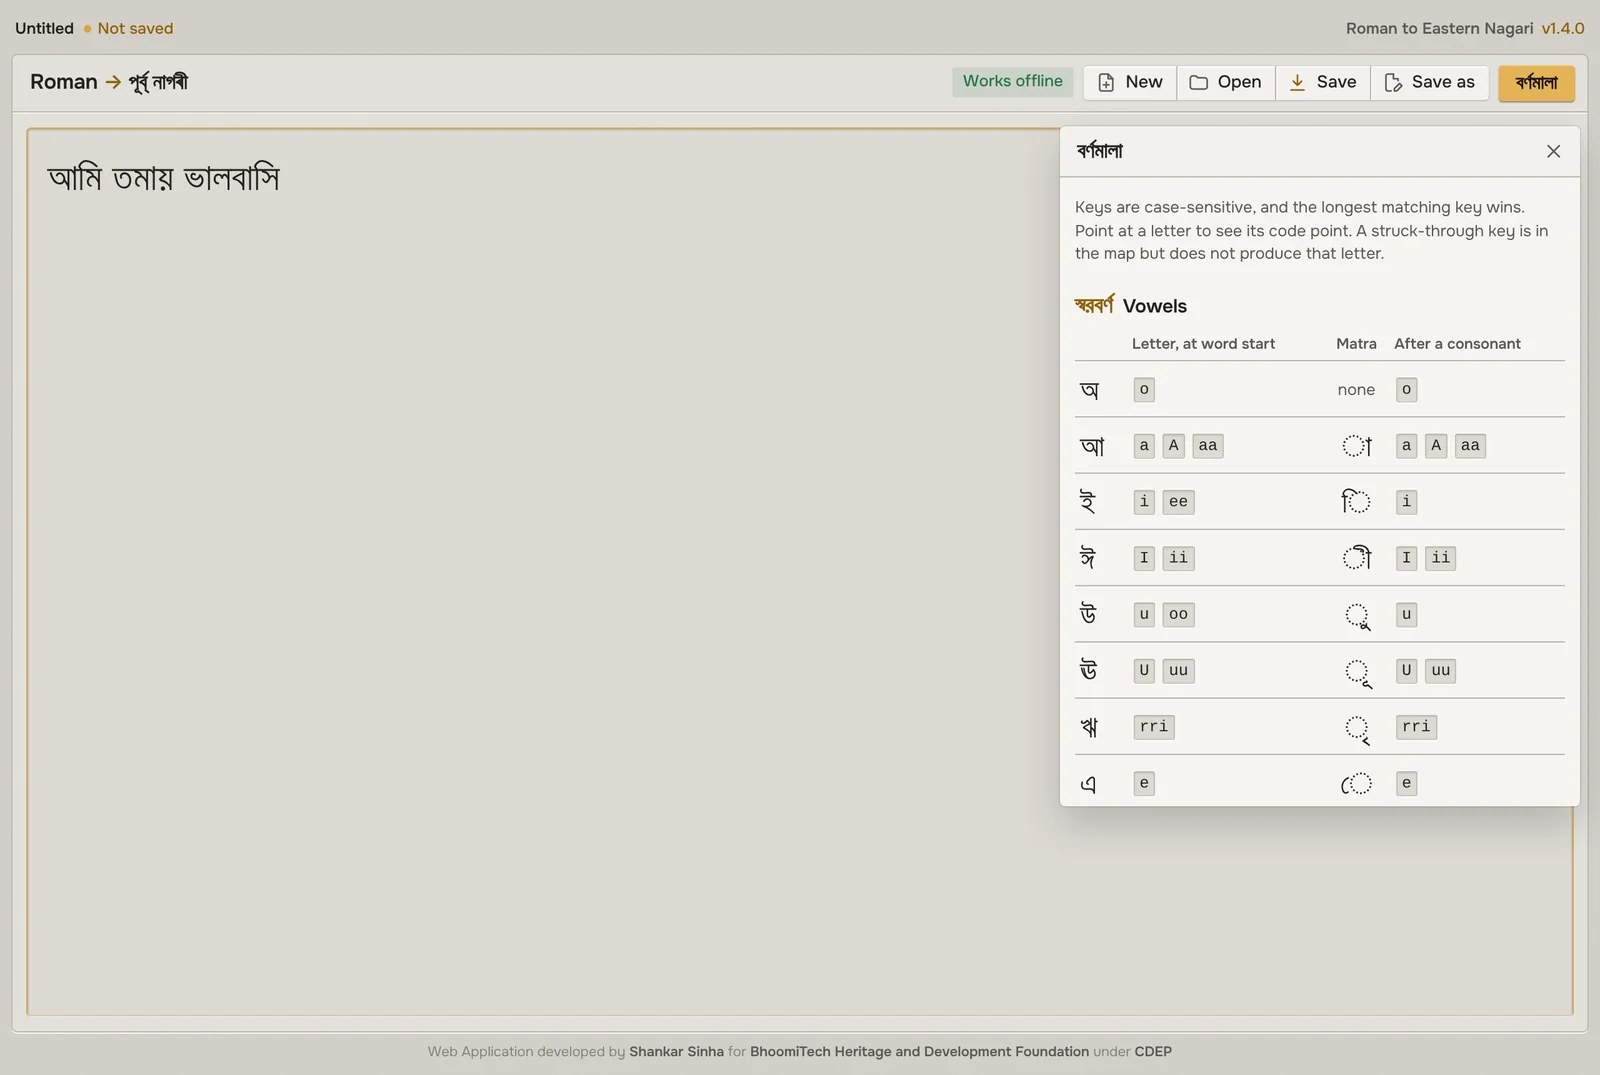 Untitled • Not saved
Roman to Eastern Nagari v1.4.0
Roman → পূর্ব্ নাগৰী
Works offline
New
Open
Save
Save as
বর্ণমালা
আমি তমায় ভালবাসি
বর্ণমালা
Keys are case-sensitive, and the longest matching key wins.
Point at a letter to see its code point. A struck-through key is in
the map but does not produce that letter.
স্বরবর্ণ Vowels
Letter, at word start Matra After a consonant
অ o none o
আ a A aa া a A aa
ই i ee ি i
ঈ I ii ী I ii
উ u oo ু u
ঊ U uu ূ U uu
ঋ rri ৃ rri
এ e ে e
Web Application developed by Shankar Sinha for BhoomiTech Heritage and Development Foundation under CDEP